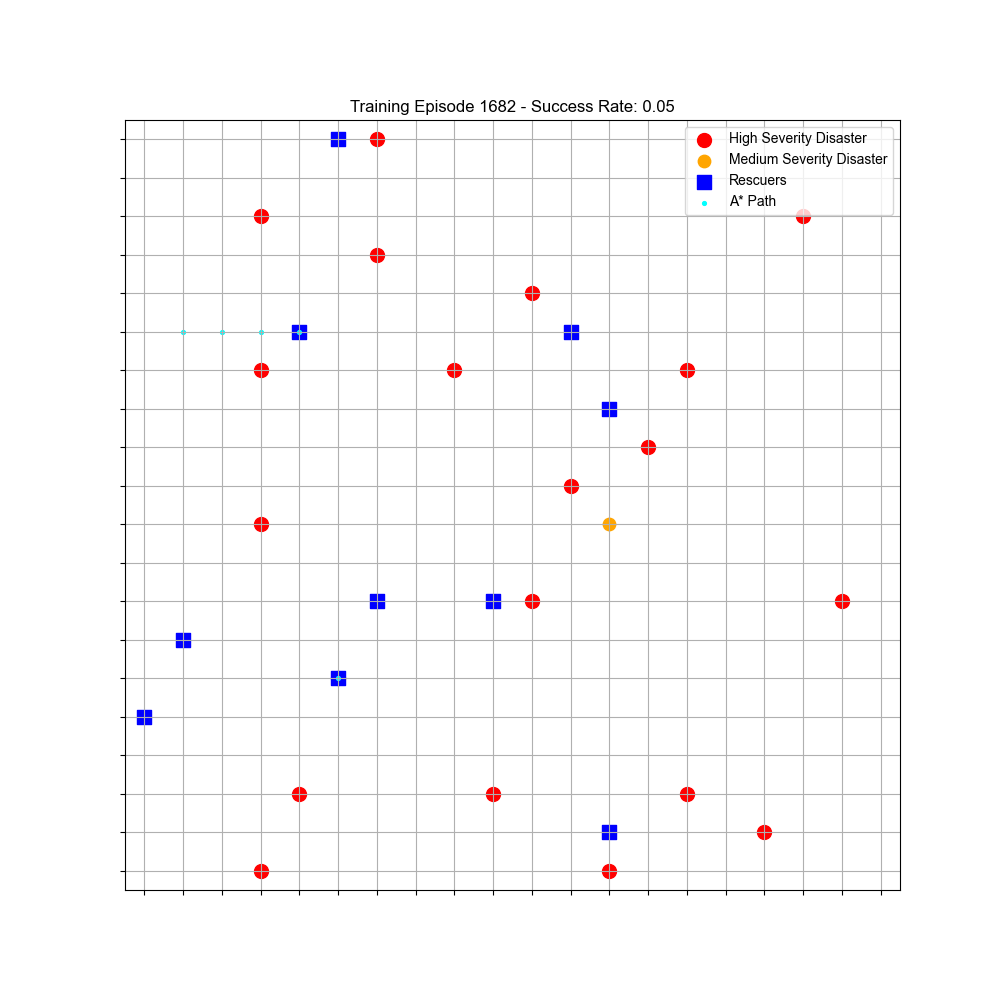 Training Episode 1682 - Success Rate: 0.05
High Severity Disaster
Medium Severity Disaster
Rescuers
A* Path